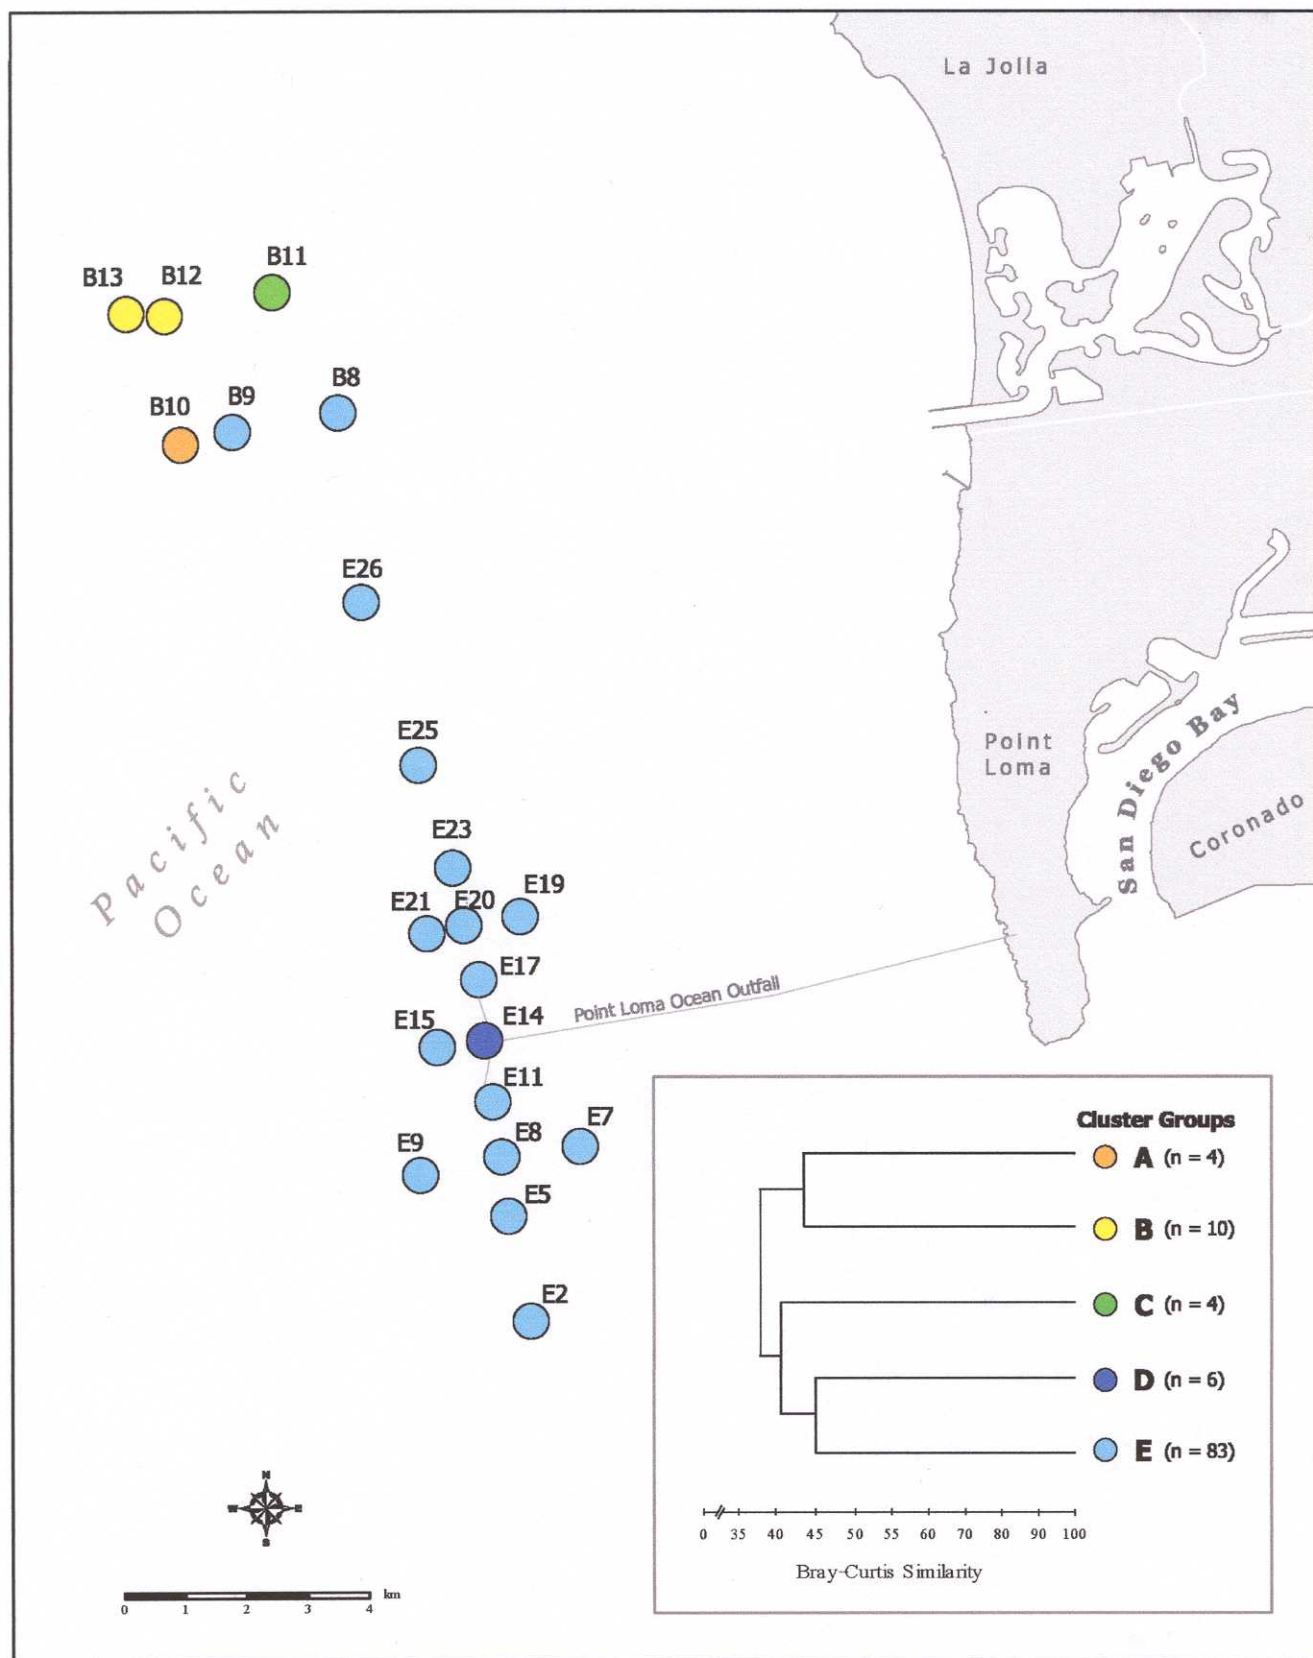 La Jolla
B13
B12
B11
B10
B9
B8
E26
E25
Point
Loma
San Diego Bay
Coronado
Pacific
Ocean
E23
E21
E20
E19
E17
Point Loma Ocean Outfall
E15
E14
E11
E9
E8
E7
E5
E2
Cluster Groups
A (n = 4)
B (n = 10)
C (n = 4)
D (n = 6)
E (n = 83)
0 35 40 45 50 55 60 70 80 90 100
Bray-Curtis Similarity
N
W E
S
km
0 1 2 3 4